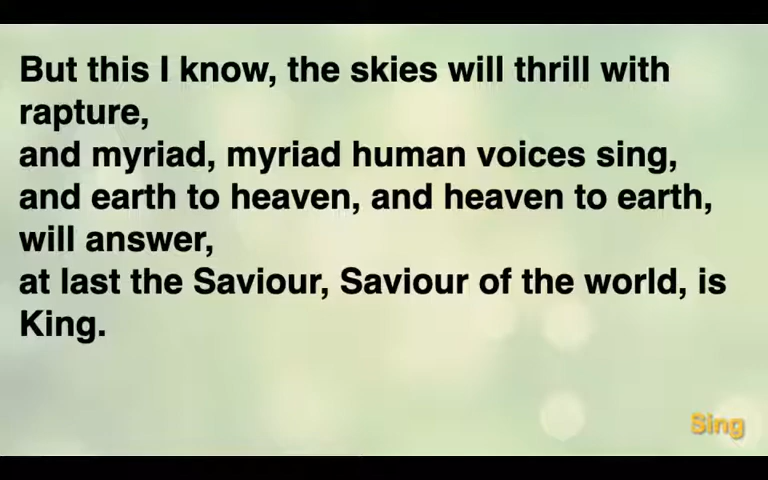 But this I know, the skies will thrill with
rapture,
and myriad, myriad human voices sing,
and earth to heaven, and heaven to earth,
will answer,
at last the Saviour, Saviour of the world, is
King.
Sing